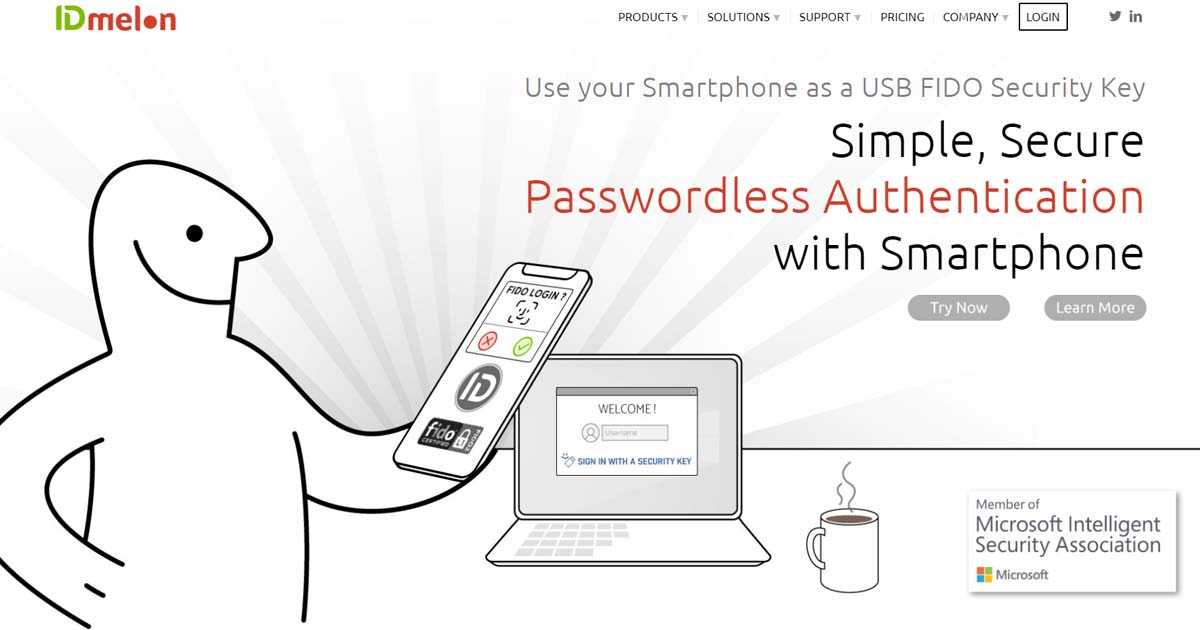 IDmelon
PRODUCTS ▼ SOLUTIONS ▼ SUPPORT ▼ PRICING COMPANY ▼ LOGIN
Use your Smartphone as a USB FIDO Security Key
Simple, Secure
Passwordless Authentication
with Smartphone
Try Now Learn More
FIDO LOGIN ?
ID
fido
CERTIFIED
WELCOME !
Username
SIGN IN WITH A SECURITY KEY
Member of
Microsoft Intelligent
Security Association
Microsoft